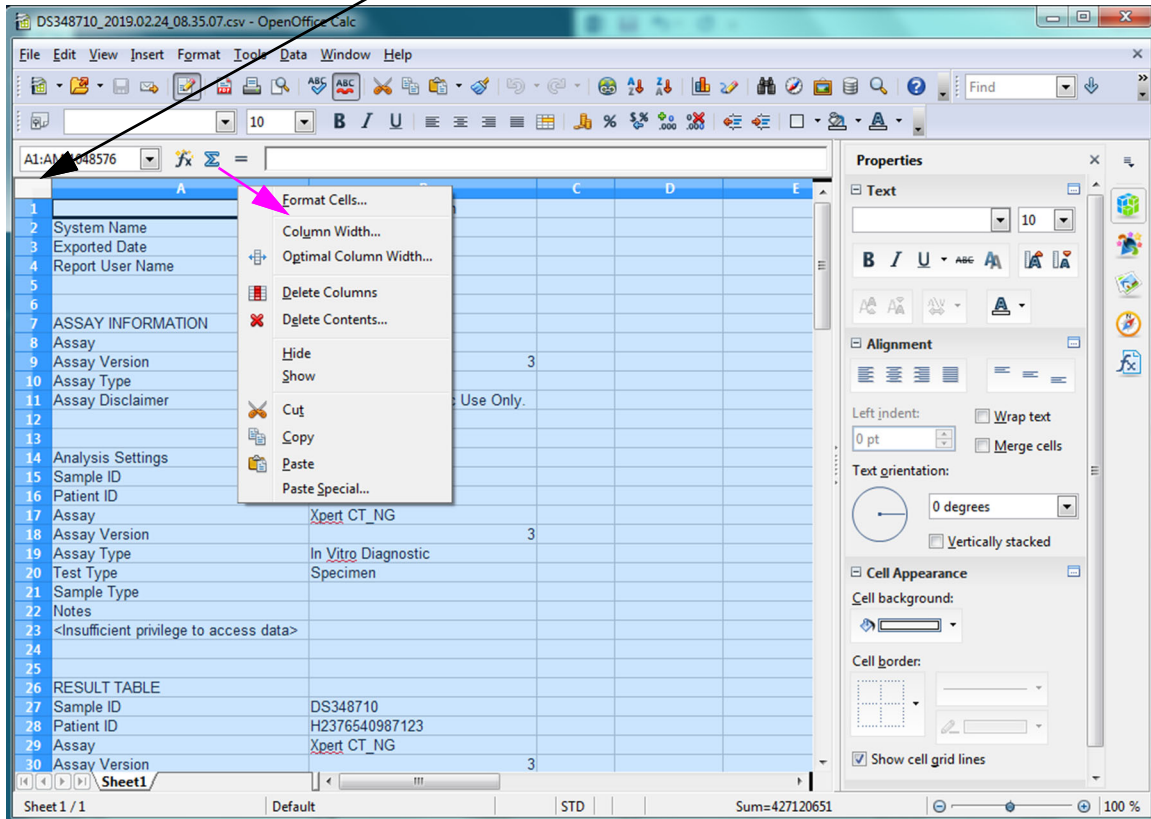 DS348710_2019.02.24_08.35.07.csv - OpenOffice Calc
File Edit View Insert Format Tools Data Window Help
ABC ABC Find
10 B I U
A1:AM1048576 fx Σ =
A C D E
1
2 System Name
3 Exported Date
4 Report User Name
5
6
7 ASSAY INFORMATION
8 Assay
9 Assay Version 3
10 Assay Type
11 Assay Disclaimer Use Only.
12
13
14 Analysis Settings
15 Sample ID
16 Patient ID
17 Assay Xpert CT_NG
18 Assay Version 3
19 Assay Type In Vitro Diagnostic
20 Test Type Specimen
21 Sample Type
22 Notes
23 <Insufficient privilege to access data>
24
25
26 RESULT TABLE
27 Sample ID DS348710
28 Patient ID H2376540987123
29 Assay Xpert CT_NG
30 Assay Version 3
Format Cells...
Column Width...
Optimal Column Width...
Delete Columns
Delete Contents...
Hide
Show
Cut
Copy
Paste
Paste Special...
Properties
Text
10
B I U ABC
Alignment
Left indent: Wrap text
0 pt Merge cells
Text orientation:
0 degrees
Vertically stacked
Cell Appearance
Cell background:
Cell border:
Show cell grid lines
Sheet1
Sheet 1 / 1 Default STD Sum=427120651 100 %